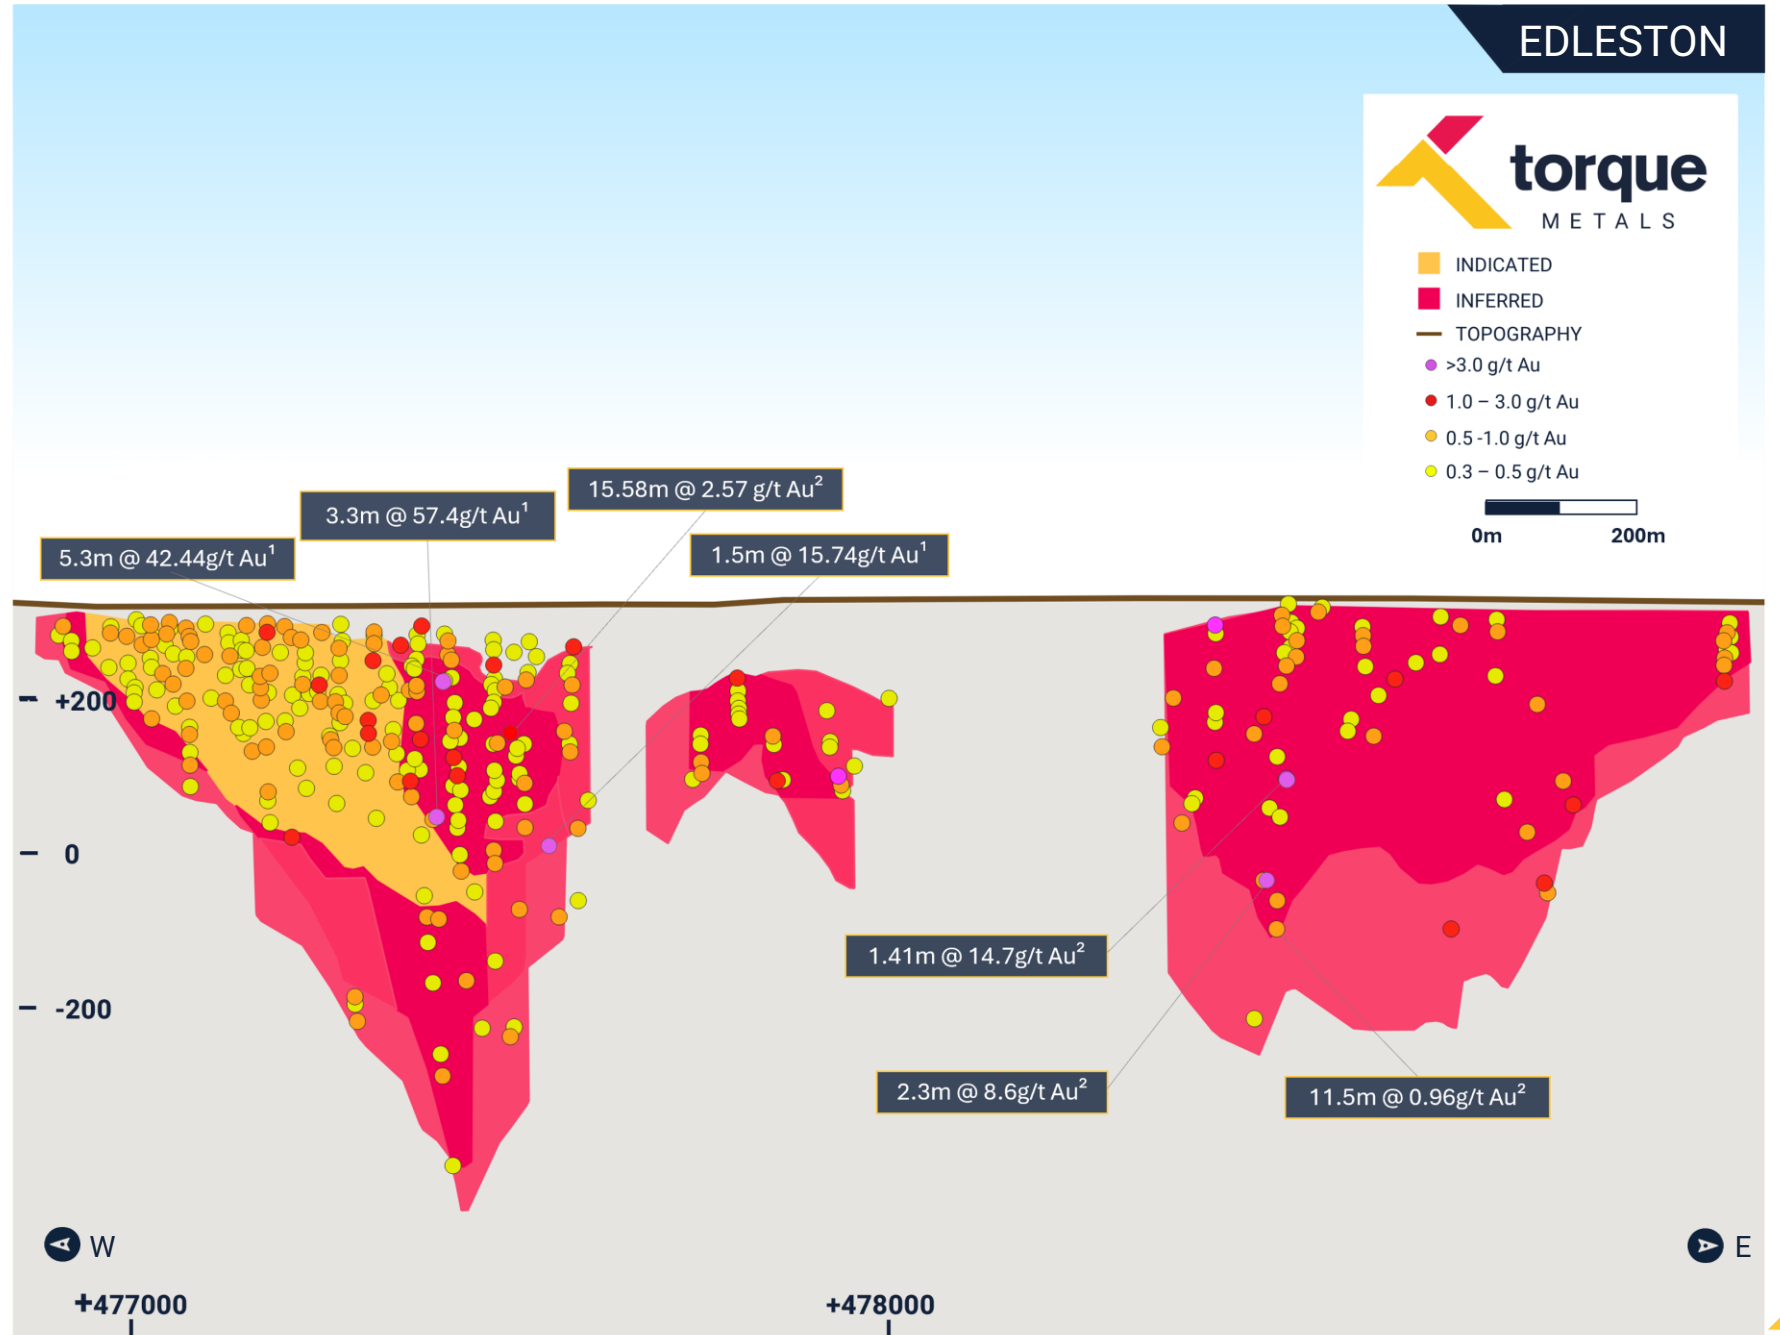 EDLESTON
torque
METALS
INDICATED
INFERRED
TOPOGRAPHY
>3.0 g/t Au
1.0 – 3.0 g/t Au
0.5 -1.0 g/t Au
0.3 – 0.5 g/t Au
0m 200m
15.58m @ 2.57 g/t Au²
3.3m @ 57.4g/t Au¹
5.3m @ 42.44g/t Au¹
1.5m @ 15.74g/t Au¹
+200
0
-200
1.41m @ 14.7g/t Au²
2.3m @ 8.6g/t Au²
11.5m @ 0.96g/t Au²
W
E
+477000
+478000